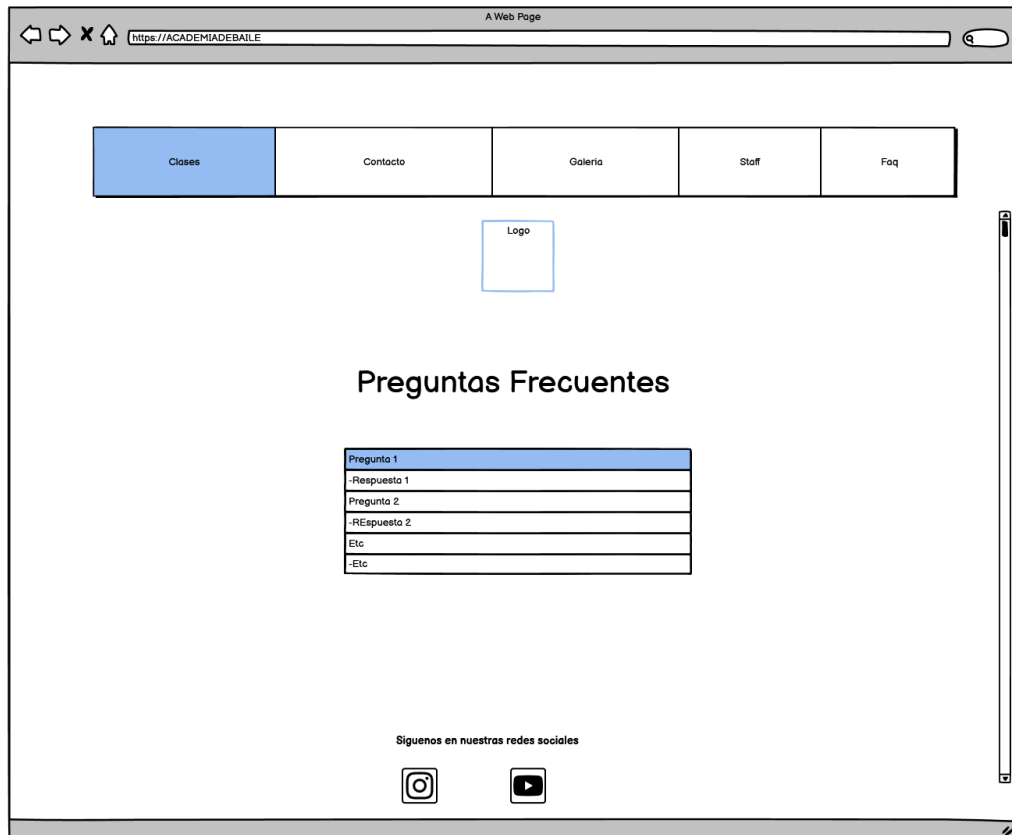 A Web Page
https://ACADEMIADEBAILE
Clases
Contacto
Galeria
Staff
Faq
Logo
Preguntas Frecuentes
Pregunta 1
-Respuesta 1
Pregunta 2
-REspuesta 2
Etc
-Etc
Siguenos en nuestras redes sociales